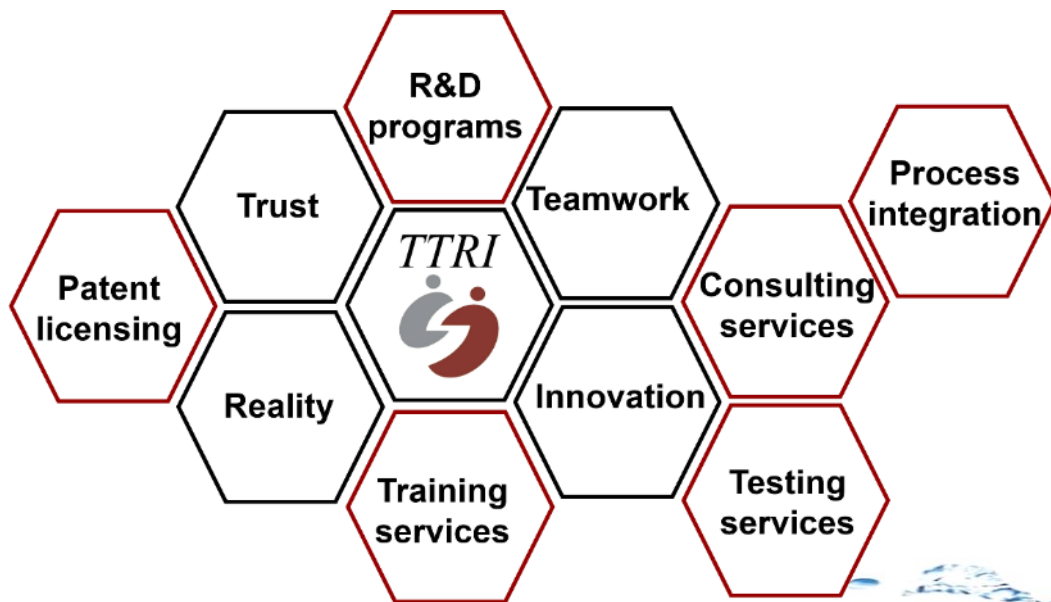 R&D
programs
Trust
Teamwork
Process
integration
TTRI
Patent
licensing
Consulting
services
Reality
Innovation
Training
services
Testing
services